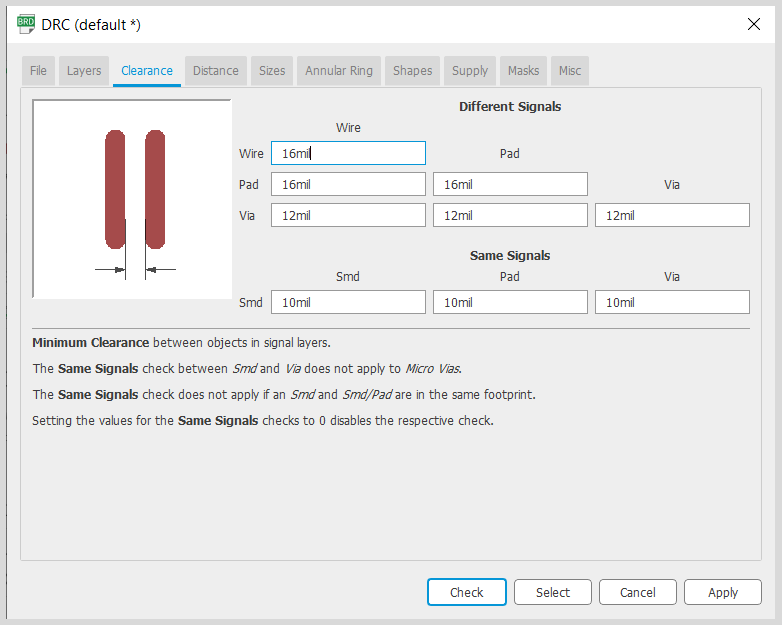 BRD
DRC (default *)
File Layers Clearance Distance Sizes Annular Ring Shapes Supply Masks Misc
Different Signals
Wire
Wire 16mil Pad
Pad 16mil 16mil Via
Via 12mil 12mil 12mil
Same Signals
Smd Pad Via
Smd 10mil 10mil 10mil
Minimum Clearance between objects in signal layers.
The Same Signals check between Smd and Via does not apply to Micro Vias.
The Same Signals check does not apply if an Smd and Smd/Pad are in the same footprint.
Setting the values for the Same Signals checks to 0 disables the respective check.
Check Select Cancel Apply